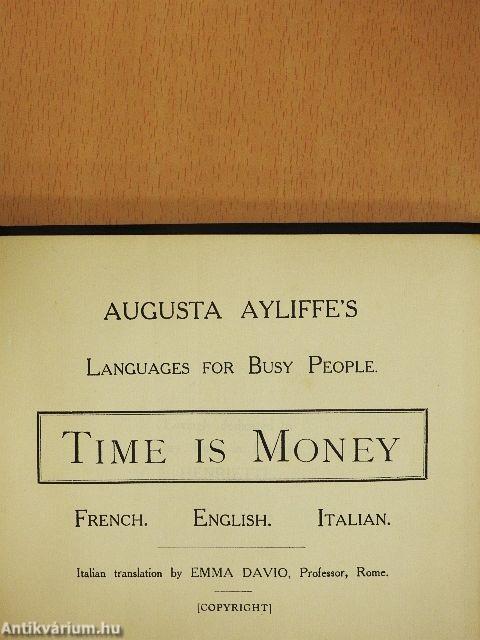 AUGUSTA AYLIFFE'S
LANGUAGES FOR BUSY PEOPLE.
TIME IS MONEY
FRENCH. ENGLISH. ITALIAN.
Italian translation by EMMA DAVIO, Professor, Rome.
[COPYRIGHT]
Antikvárium.hu